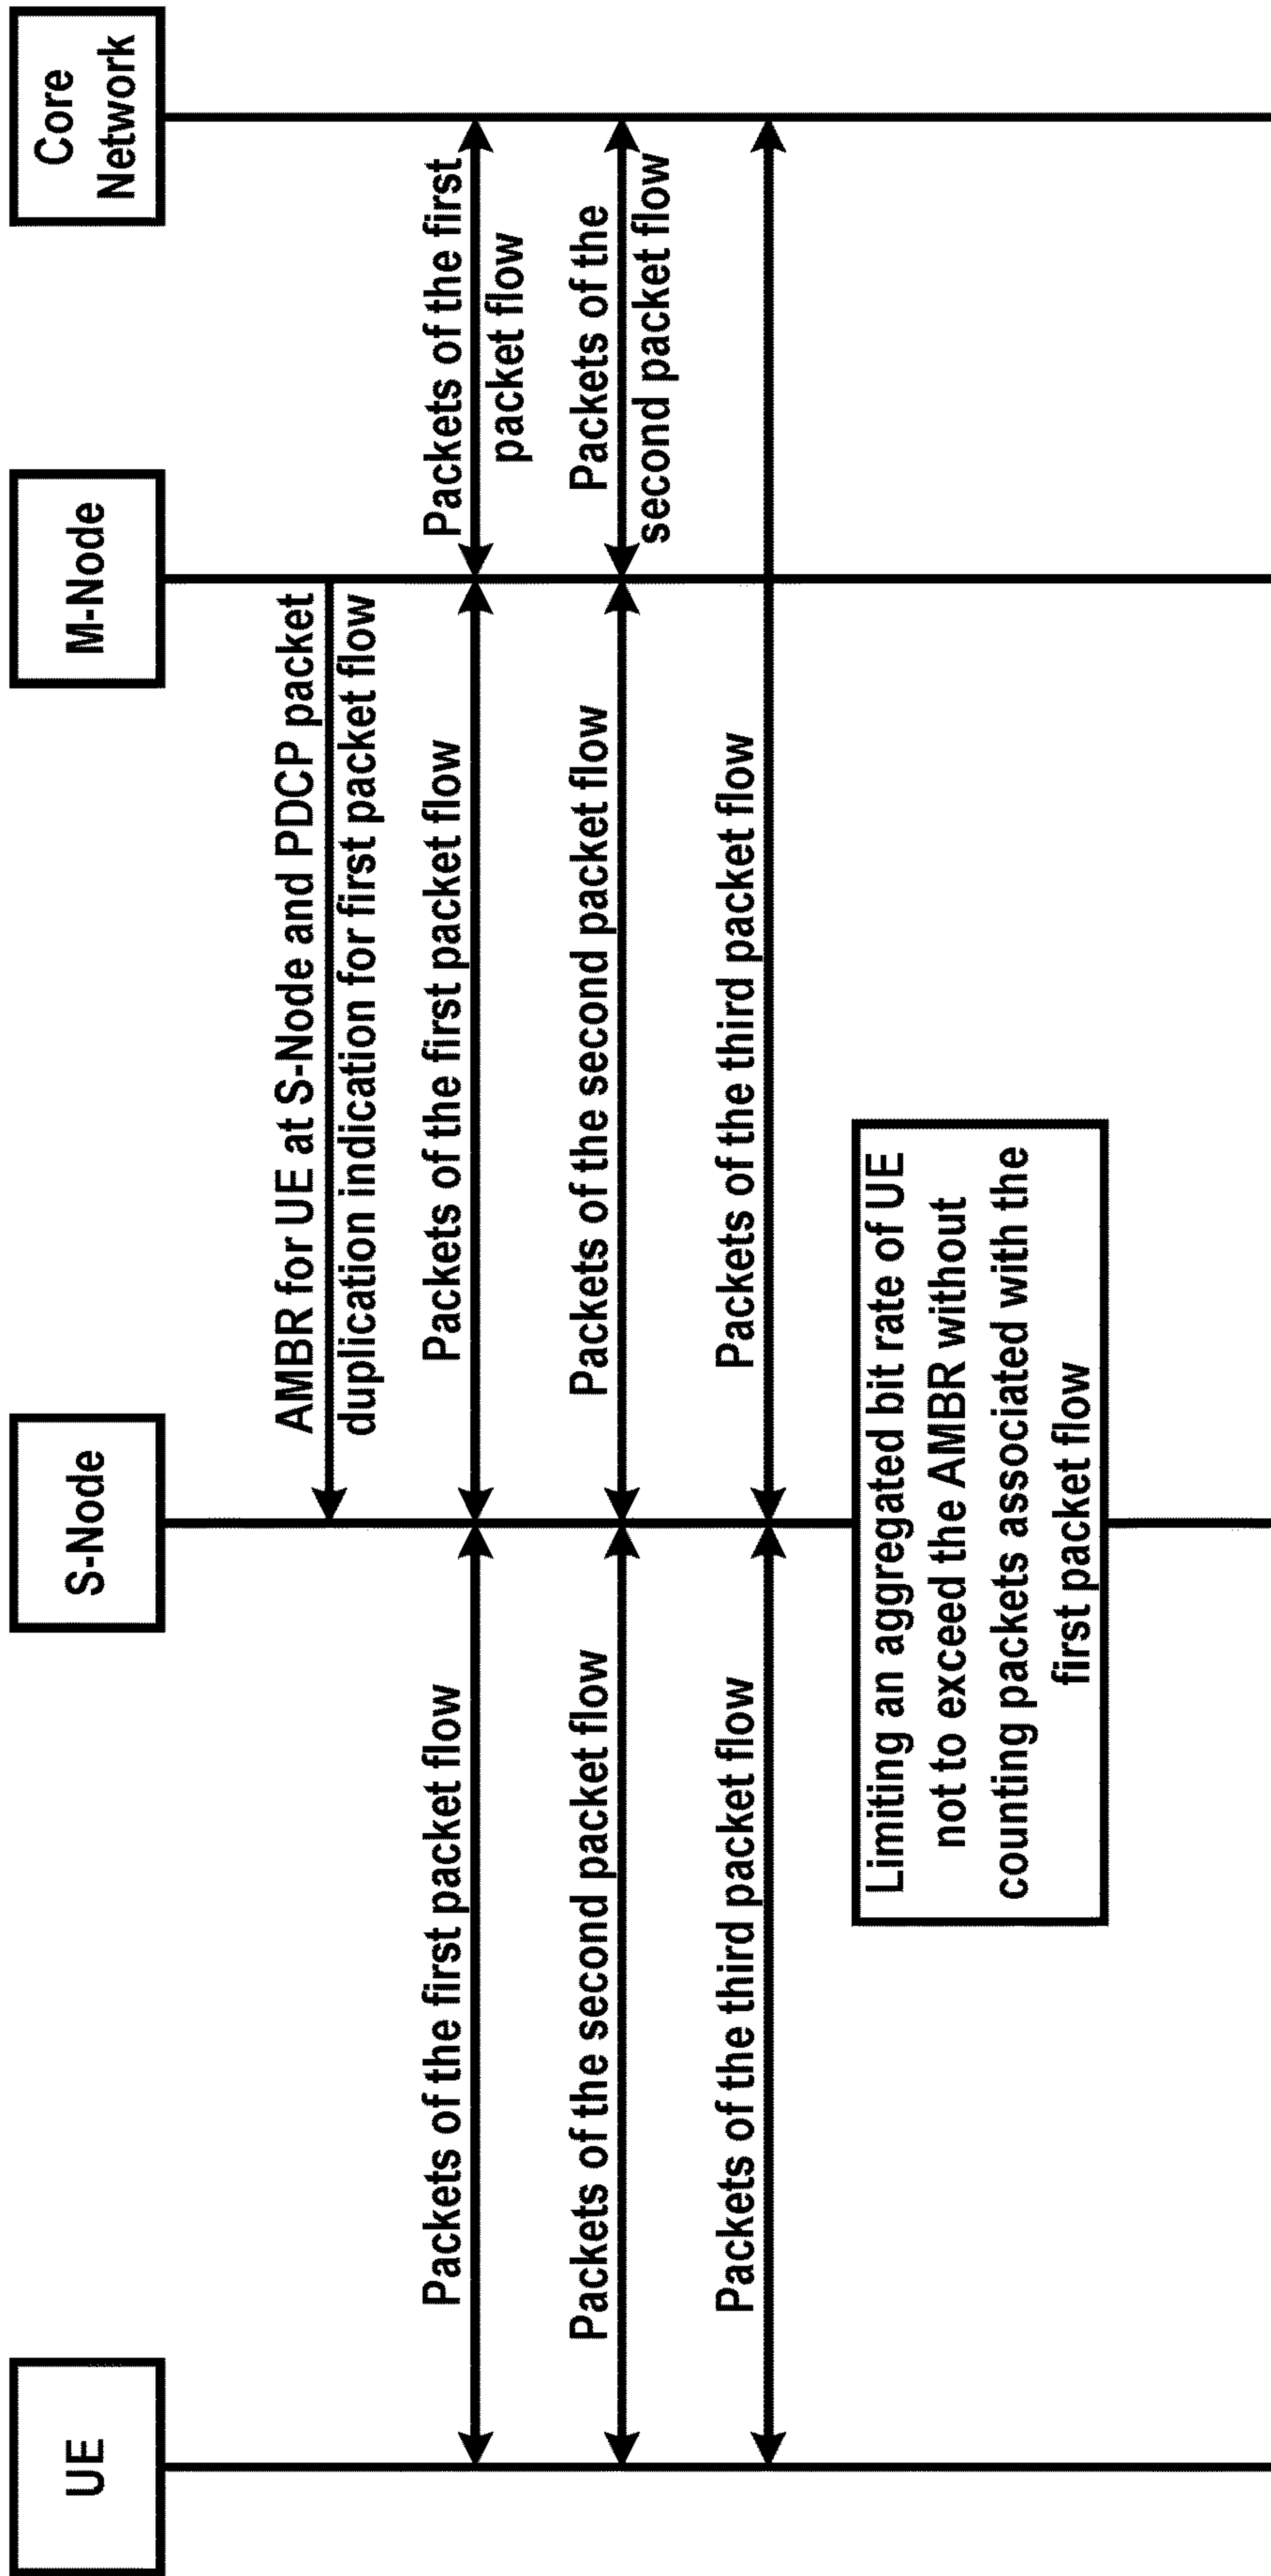 UE
S-Node
M-Node
Core
Network
AMBR for UE at S-Node and PDCP packet
duplication indication for first packet flow
Packets of the first packet flow
Packets of the first packet flow
Packets of the first
packet flow
Packets of the second packet flow
Packets of the second packet flow
Packets of the
second packet flow
Packets of the third packet flow
Packets of the third packet flow
Limiting an aggregated bit rate of UE
not to exceed the AMBR without
counting packets associated with the
first packet flow